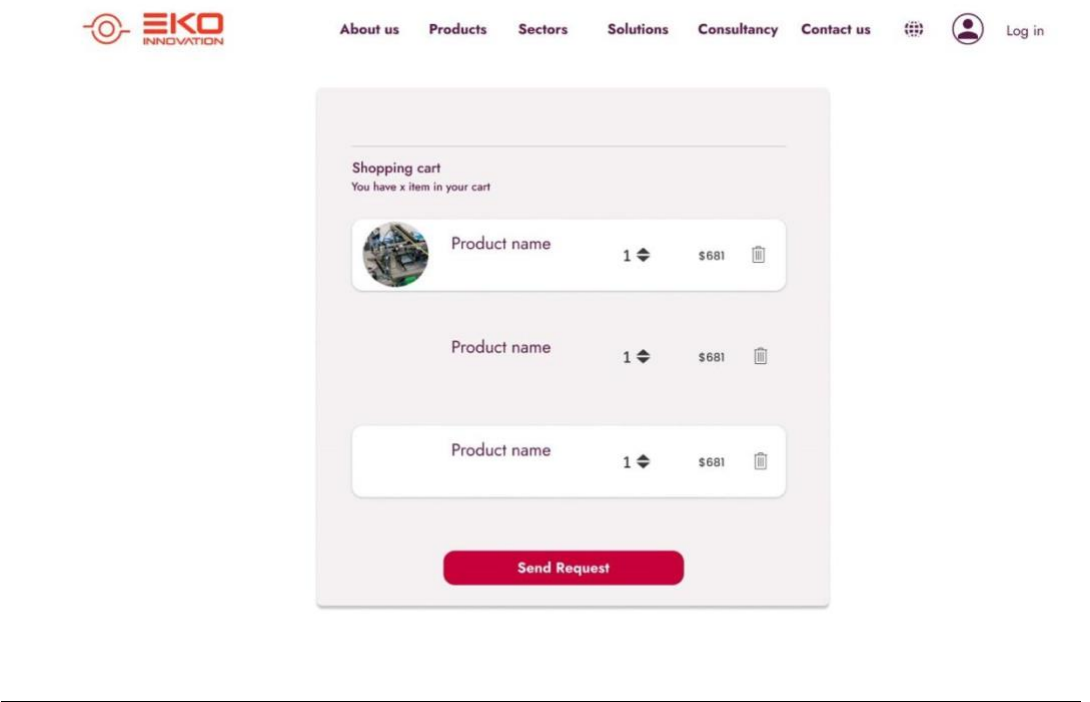 EKO
INNOVATION
About us Products Sectors Solutions Consultancy Contact us Log in
Shopping cart
You have x item in your cart
Product name 1 $681
Product name 1 $681
Product name 1 $681
Send Request